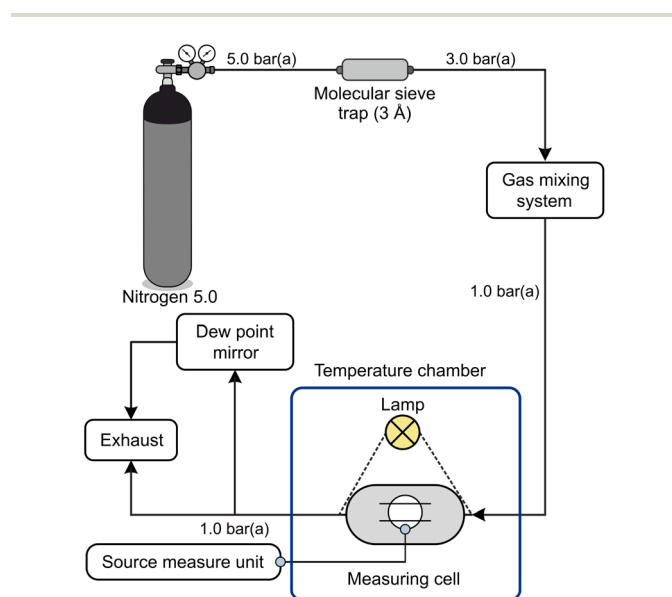 5.0 bar(a)
3.0 bar(a)
Molecular sieve
trap (3 Å)
Gas mixing
system
Nitrogen 5.0
1.0 bar(a)
Dew point
mirror
Temperature chamber
Lamp
Exhaust
1.0 bar(a)
Source measure unit
Measuring cell